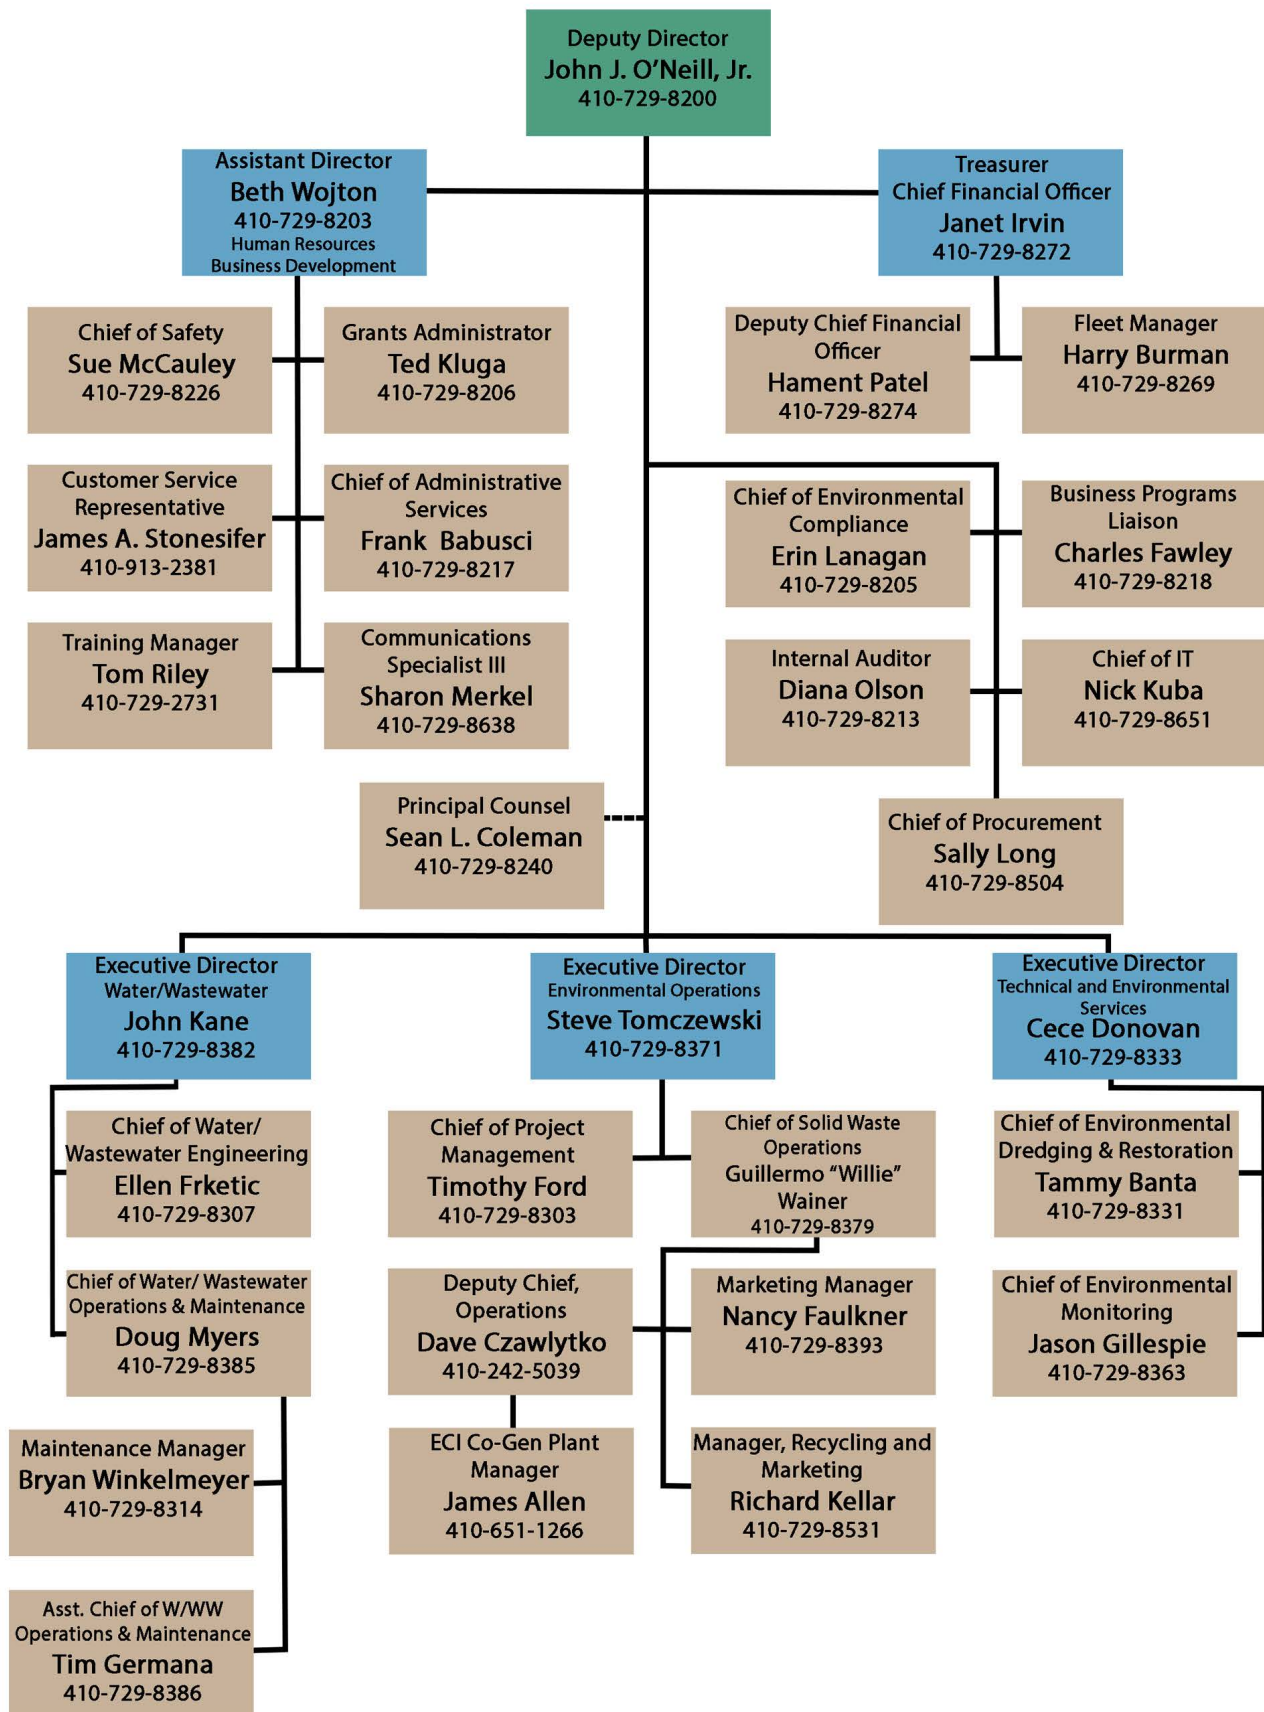 Deputy Director
John J. O’Neill, Jr.
410-729-8200
Assistant Director
Beth Wojton
410-729-8203
Human Resources
Business Development
Treasurer
Chief Financial Officer
Janet Irvin
410-729-8272
Chief of Safety
Sue McCauley
410-729-8226
Grants Administrator
Ted Kluga
410-729-8206
Deputy Chief Financial
Officer
Hament Patel
410-729-8274
Fleet Manager
Harry Burman
410-729-8269
Customer Service
Representative
James A. Stonesifer
410-913-2381
Chief of Administrative
Services
Frank Babusci
410-729-8217
Chief of Environmental
Compliance
Erin Lanagan
410-729-8205
Business Programs
Liaison
Charles Fawley
410-729-8218
Training Manager
Tom Riley
410-729-2731
Communications
Specialist III
Sharon Merkel
410-729-8638
Internal Auditor
Diana Olson
410-729-8213
Chief of IT
Nick Kuba
410-729-8651
Principal Counsel
Sean L. Coleman
410-729-8240
Chief of Procurement
Sally Long
410-729-8504
Executive Director
Water/Wastewater
John Kane
410-729-8382
Executive Director
Environmental Operations
Steve Tomczewski
410-729-8371
Executive Director
Technical and Environmental
Services
Cece Donovan
410-729-8333
Chief of Water/
Wastewater Engineering
Ellen Frketic
410-729-8307
Chief of Project
Management
Timothy Ford
410-729-8303
Chief of Solid Waste
Operations
Guillermo “Willie”
Wainer
410-729-8379
Chief of Environmental
Dredging & Restoration
Tammy Banta
410-729-8331
Chief of Water/ Wastewater
Operations & Maintenance
Doug Myers
410-729-8385
Deputy Chief,
Operations
Dave Czawlytko
410-242-5039
Marketing Manager
Nancy Faulkner
410-729-8393
Chief of Environmental
Monitoring
Jason Gillespie
410-729-8363
Maintenance Manager
Bryan Winkelmeyer
410-729-8314
ECI Co-Gen Plant
Manager
James Allen
410-651-1266
Manager, Recycling and
Marketing
Richard Kellar
410-729-8531
Asst. Chief of W/WW
Operations & Maintenance
Tim Germana
410-729-8386